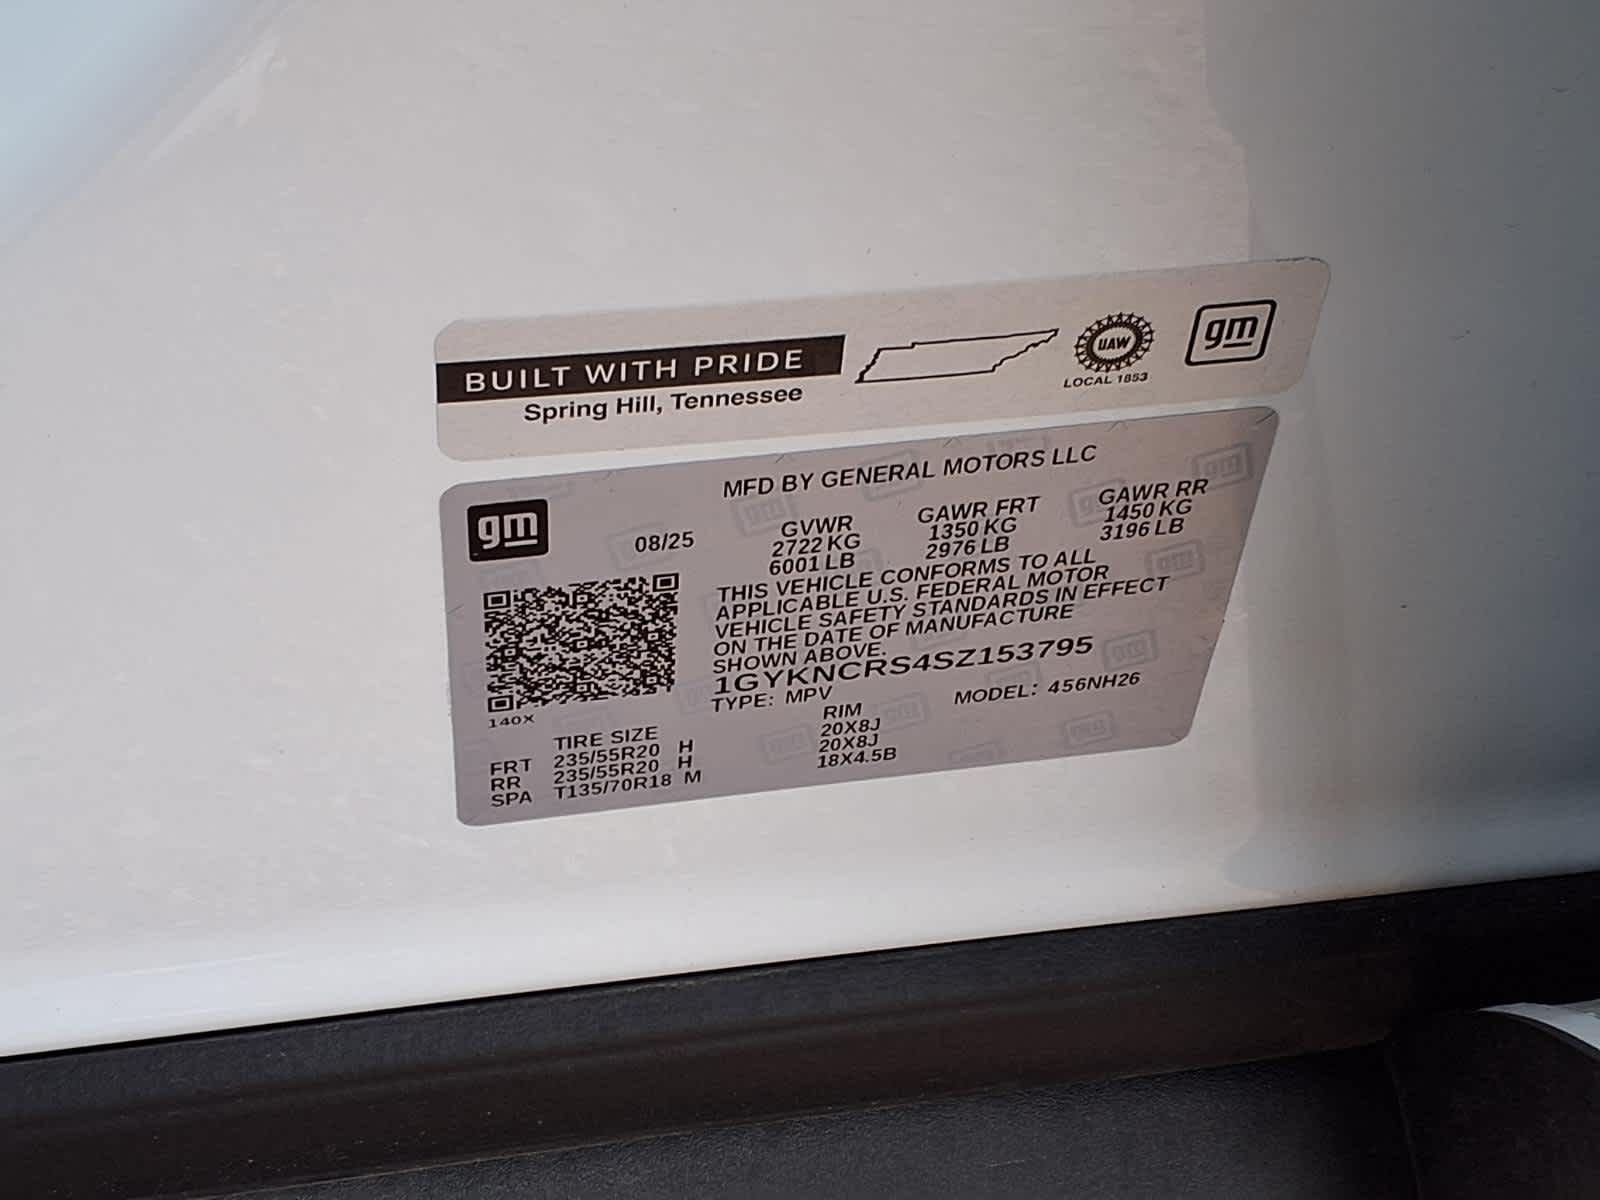 BUILT WITH PRIDE
Spring Hill, Tennessee
UAW
LOCAL 1853
gm
MFD BY GENERAL MOTORS LLC
gm
08/25
GVWR
2722 KG
6001 LB
GAWR FRT
1350 KG
2976 LB
GAWR RR
1450 KG
3196 LB
THIS VEHICLE CONFORMS TO ALL
APPLICABLE U.S. FEDERAL MOTOR
VEHICLE SAFETY STANDARDS IN EFFECT
ON THE DATE OF MANUFACTURE
SHOWN ABOVE.
1GYKNCRS4SZ153795
TYPE: MPV MODEL: 456NH26
140X
TIRE SIZE RIM
FRT 235/55R20 H 20X8J
RR 235/55R20 H 20X8J
SPA T135/70R18 M 18X4.5B